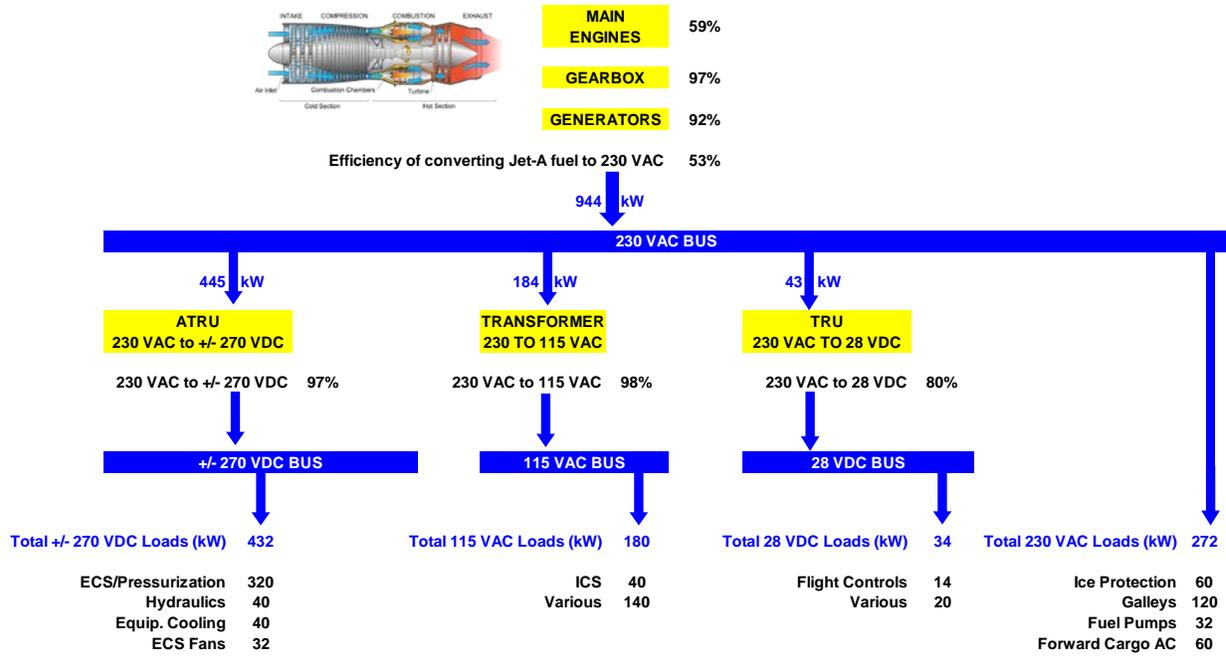 INTAKE COMPRESSION COMBUSTION EXHAUST
Air Inlet Combustion Chambers Turbine
Cold Section Hot Section
MAIN
ENGINES 59%
GEARBOX 97%
GENERATORS 92%
Efficiency of converting Jet-A fuel to 230 VAC 53%
944 kW
230 VAC BUS
445 kW 184 kW 43 kW
ATRU TRANSFORMER TRU
230 VAC to +/- 270 VDC 230 TO 115 VAC 230 VAC TO 28 VDC
230 VAC to +/- 270 VDC 97% 230 VAC to 115 VAC 98% 230 VAC to 28 VDC 80%
+/- 270 VDC BUS 115 VAC BUS 28 VDC BUS
Total +/- 270 VDC Loads (kW) 432 Total 115 VAC Loads (kW) 180 Total 28 VDC Loads (kW) 34 Total 230 VAC Loads (kW) 272
ECS/Pressurization 320 ICS 40 Flight Controls 14 Ice Protection 60
Hydraulics 40 Various 140 Various 20 Galleys 120
Equip. Cooling 40 Fuel Pumps 32
ECS Fans 32 Forward Cargo AC 60